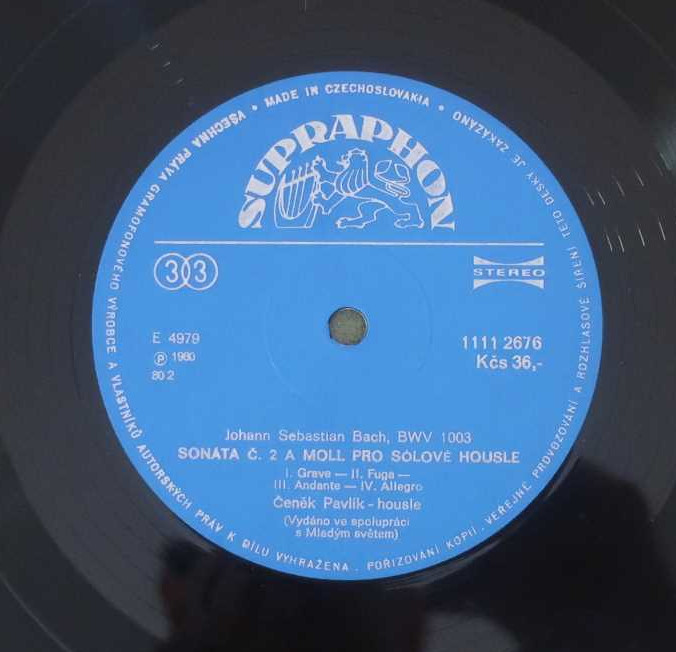 VŠECHNA PRÁVA GRAMOFONOVÉHO VÝROBCE A VLASTNÍKŮ AUTORSKÝCH PRÁV K DÍLU VYHRAŽENA . POŘIZOVÁNÍ KOPIÍ . VEŘEJNÉ PROVOZOVÁNÍ A ROZHLASOVÉ ŠÍŘENÍ TÉTO DESKY JE ZAKÁZÁNO
• MADE IN CZECHOSLOVAKIA •
SUPRAPHON
33
STEREO
E 4979
℗ 1980
80 2
1111 2676
Kčs 36,-
Johann Sebastian Bach, BWV 1003
SONÁTA Č. 2 A MOLL PRO SÓLOVÉ HOUSLE
I. Grave — II. Fuga —
III. Andante — IV. Allegro
Čeněk Pavlík - housle
(Vydáno ve spolupráci
s Mladým světem)